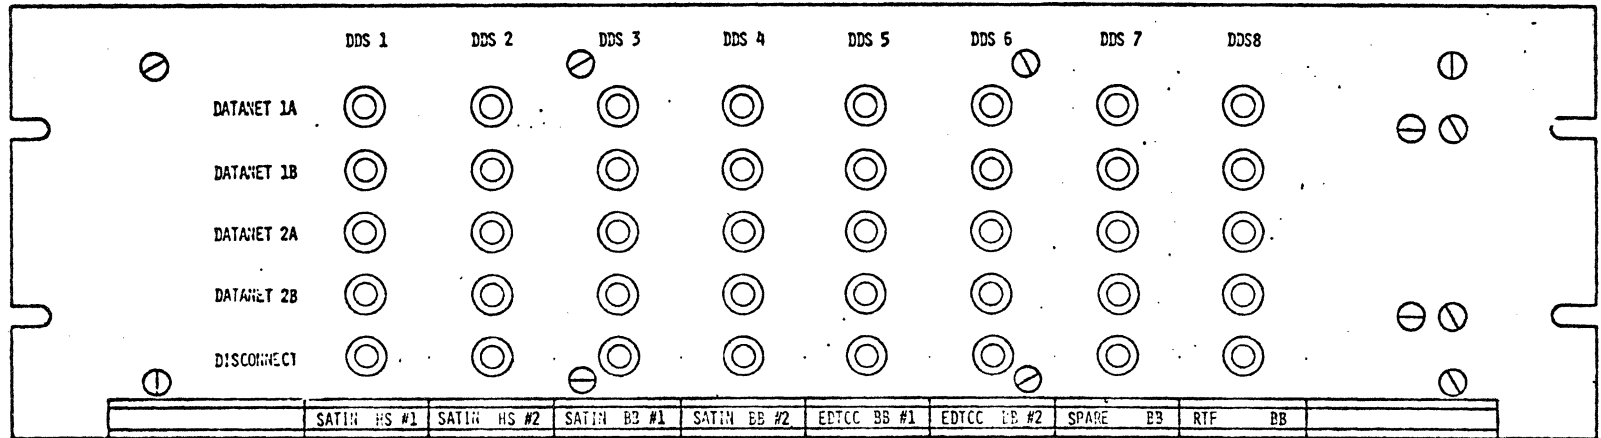 DDS 1 DDS 2 DDS 3 DDS 4 DDS 5 DDS 6 DDS 7 DDS8
DATANET 1A
DATANET 1B
DATANET 2A
DATANET 2B
DISCONNECT
SATIN HS #1 SATIN HS #2 SATIN BB #1 SATIN BB #2 EDTCC BB #1 EDTCC BB #2 SPARE BB RTF BB